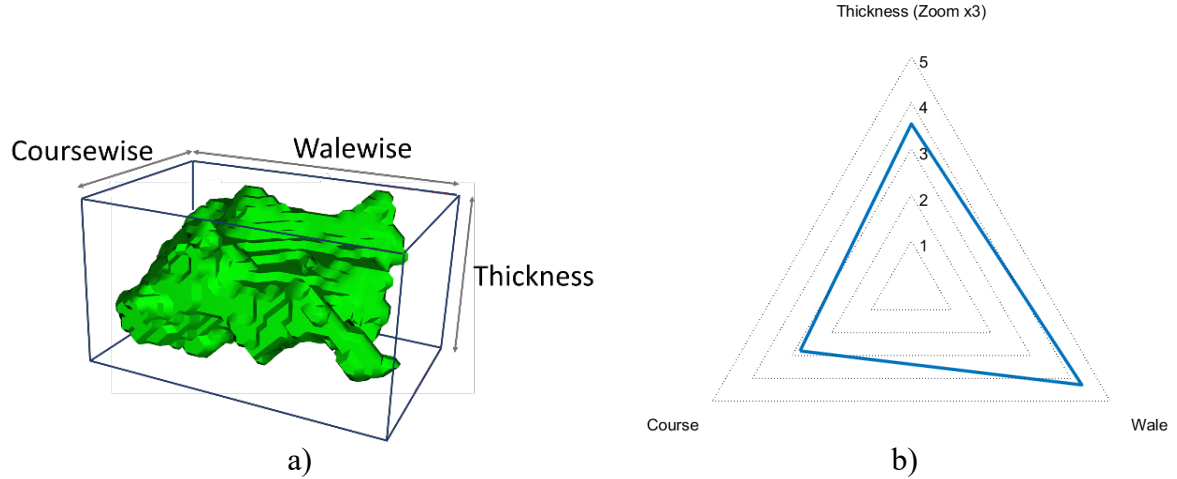 Coursewise
Walewise
Thickness
a)
Thickness (Zoom x3)
5
4
3
2
1
Course
Wale
b)